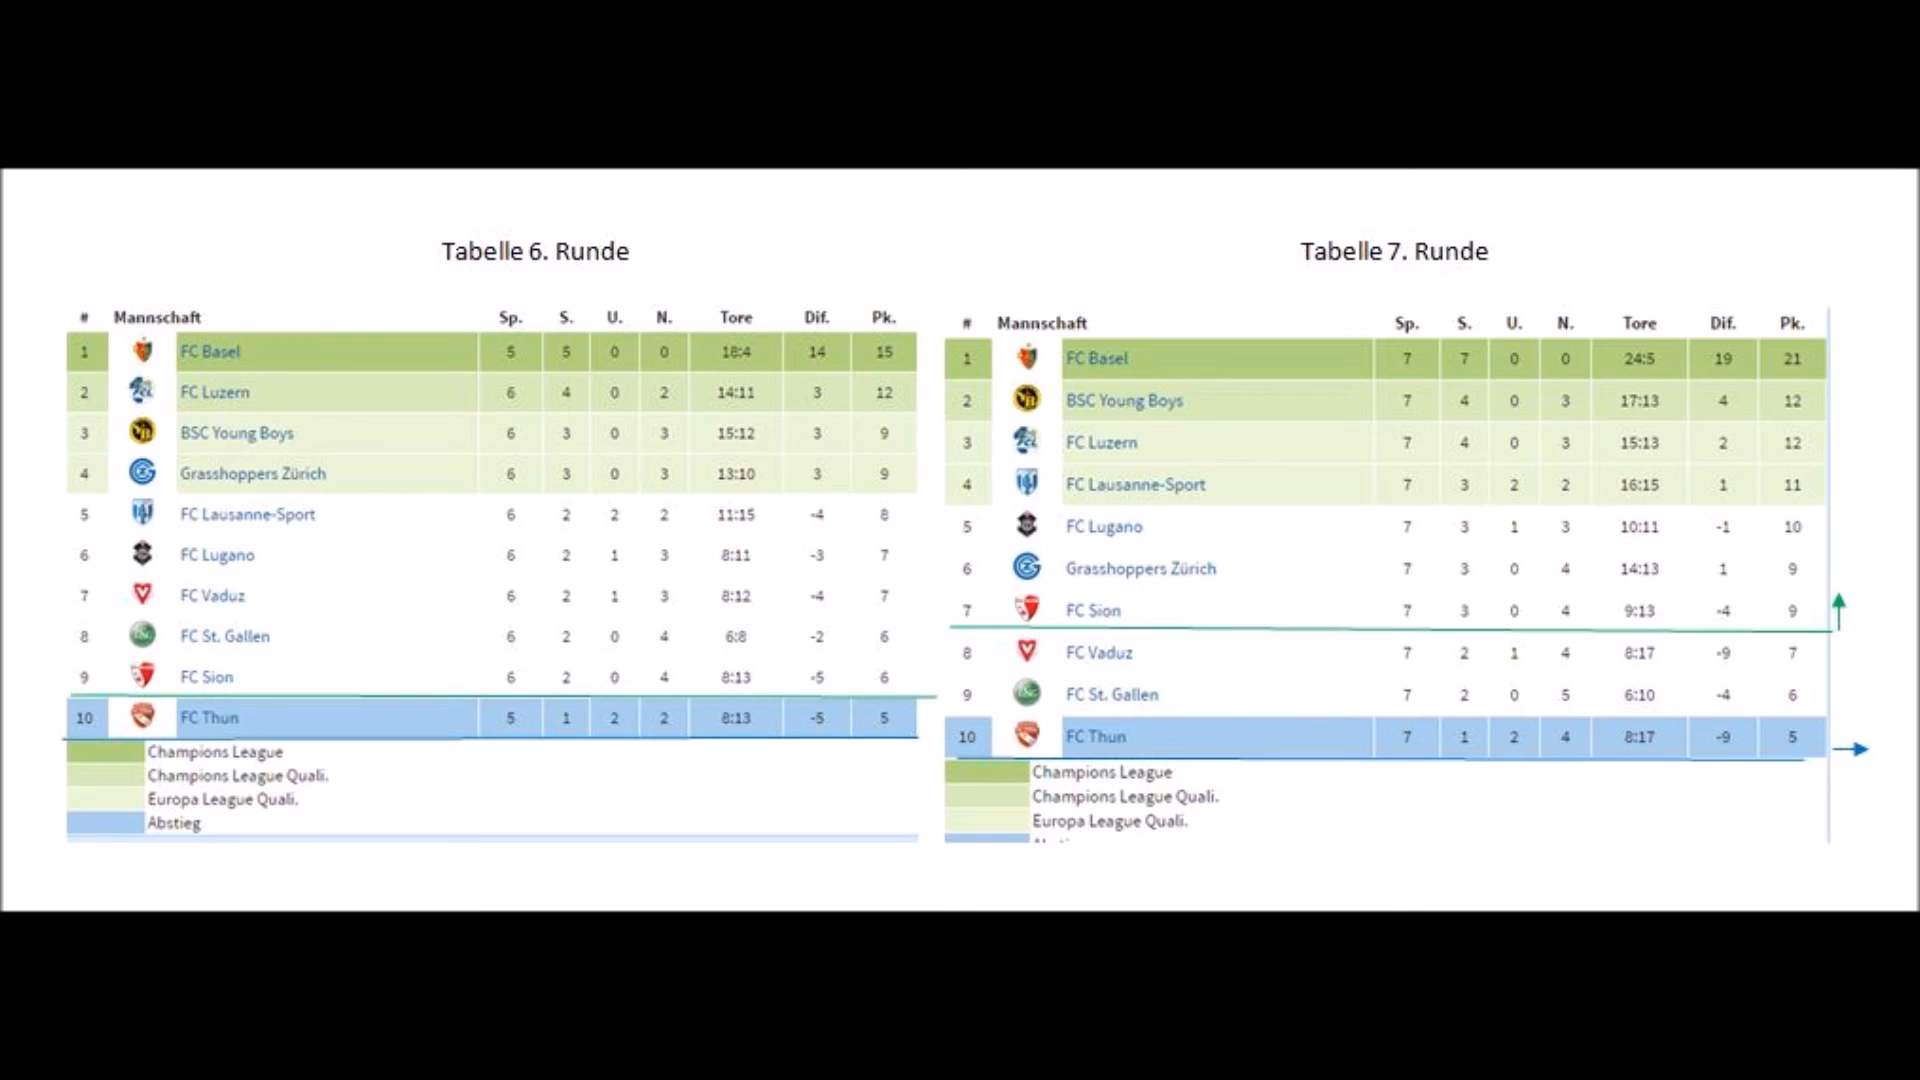 Tabelle 6. Runde
# Mannschaft Sp. S. U. N. Tore Dif. Pk.
1 FC Basel 5 5 0 0 18:4 14 15
2 FC Luzern 6 4 0 2 14:11 3 12
3 BSC Young Boys 6 3 0 3 15:12 3 9
4 Grasshoppers Zürich 6 3 0 3 13:10 3 9
5 FC Lausanne-Sport 6 2 2 2 11:15 -4 8
6 FC Lugano 6 2 1 3 8:11 -3 7
7 FC Vaduz 6 2 1 3 8:12 -4 7
8 FC St. Gallen 6 2 0 4 6:8 -2 6
9 FC Sion 6 2 0 4 8:13 -5 6
10 FC Thun 5 1 2 2 8:13 -5 5
Champions League
Champions League Quali.
Europa League Quali.
Abstieg
Tabelle 7. Runde
# Mannschaft Sp. S. U. N. Tore Dif. Pk.
1 FC Basel 7 7 0 0 24:5 19 21
2 BSC Young Boys 7 4 0 3 17:13 4 12
3 FC Luzern 7 4 0 3 15:13 2 12
4 FC Lausanne-Sport 7 3 2 2 16:15 1 11
5 FC Lugano 7 3 1 3 10:11 -1 10
6 Grasshoppers Zürich 7 3 0 4 14:13 1 9
7 FC Sion 7 3 0 4 9:13 -4 9
8 FC Vaduz 7 2 1 4 8:17 -9 7
9 FC St. Gallen 7 2 0 5 6:10 -4 6
10 FC Thun 7 1 2 4 8:17 -9 5
Champions League
Champions League Quali.
Europa League Quali.